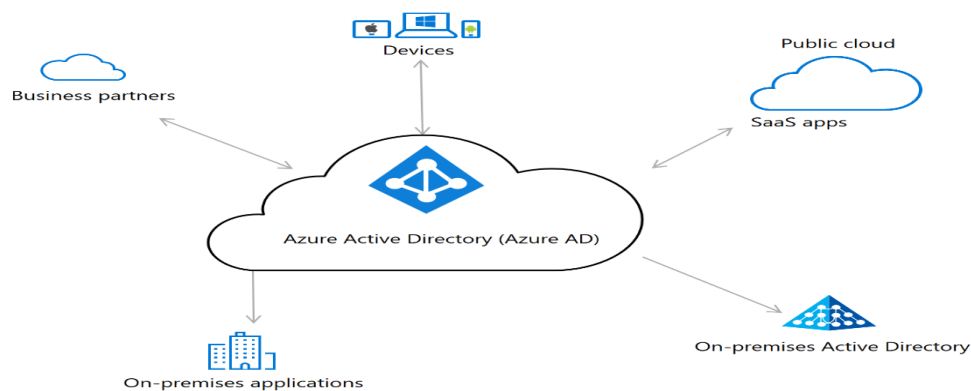 Devices
Public cloud
Business partners
SaaS apps
Azure Active Directory (Azure AD)
On-premises Active Directory
On-premises applications